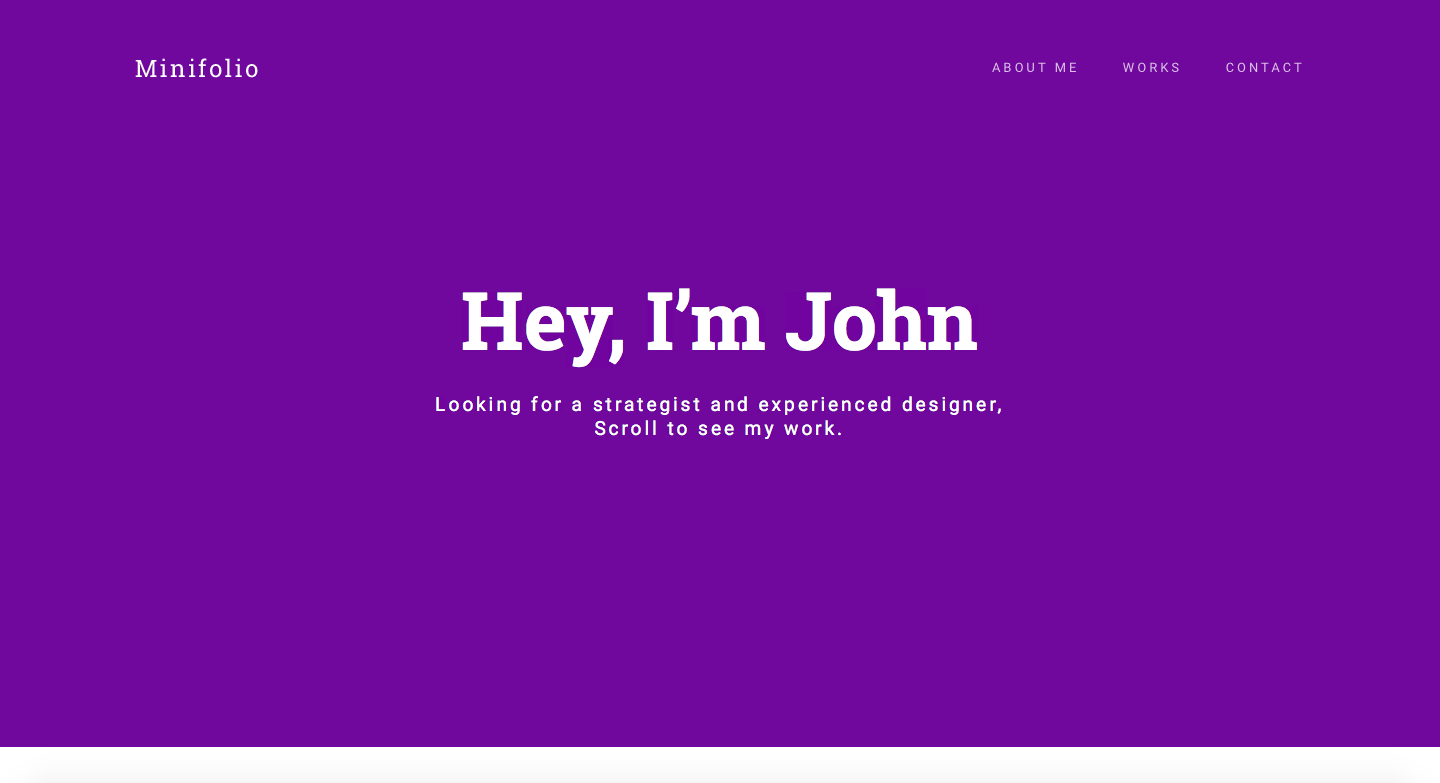 Minifolio
ABOUT ME WORKS CONTACT
Hey, I’m John
Looking for a strategist and experienced designer,
Scroll to see my work.